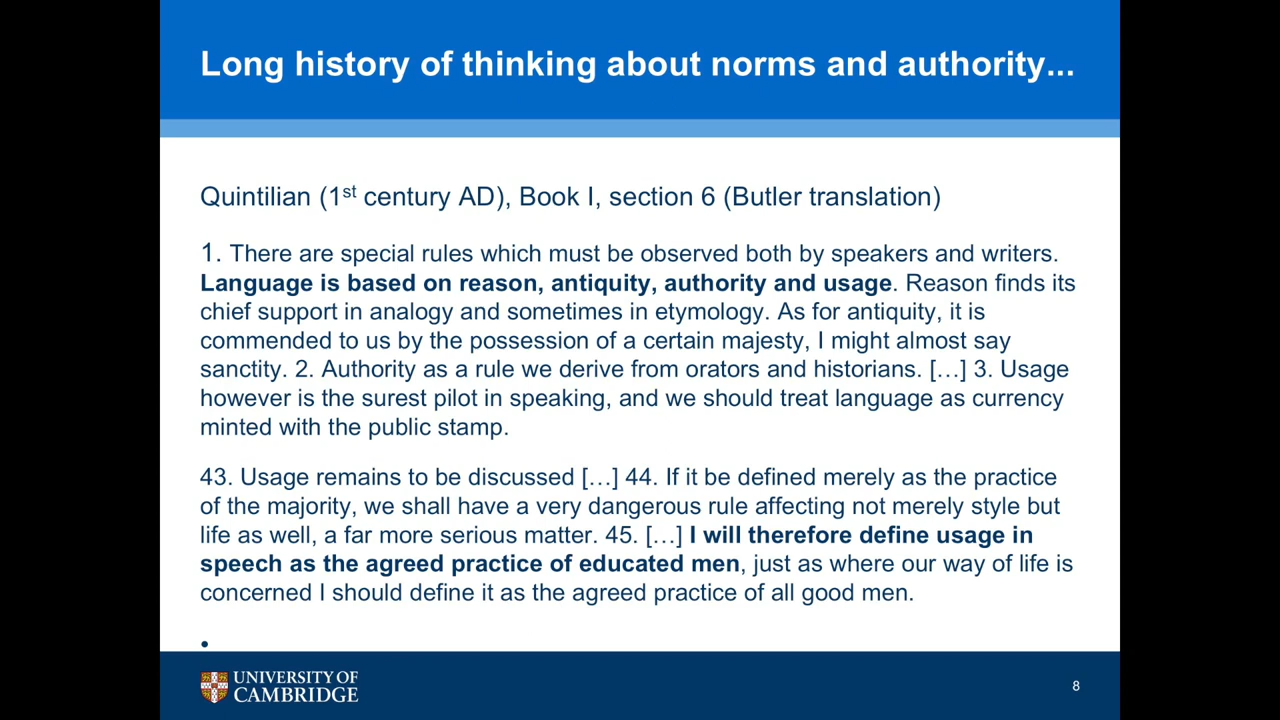 Long history of thinking about norms and authority...
Quintilian (1st century AD), Book I, section 6 (Butler translation)
1. There are special rules which must be observed both by speakers and writers.
Language is based on reason, antiquity, authority and usage. Reason finds its
chief support in analogy and sometimes in etymology. As for antiquity, it is
commended to us by the possession of a certain majesty, I might almost say
sanctity. 2. Authority as a rule we derive from orators and historians. […] 3. Usage
however is the surest pilot in speaking, and we should treat language as currency
minted with the public stamp.
43. Usage remains to be discussed […] 44. If it be defined merely as the practice
of the majority, we shall have a very dangerous rule affecting not merely style but
life as well, a far more serious matter. 45. […] I will therefore define usage in
speech as the agreed practice of educated men, just as where our way of life is
concerned I should define it as the agreed practice of all good men.
•
UNIVERSITY OF
CAMBRIDGE
8